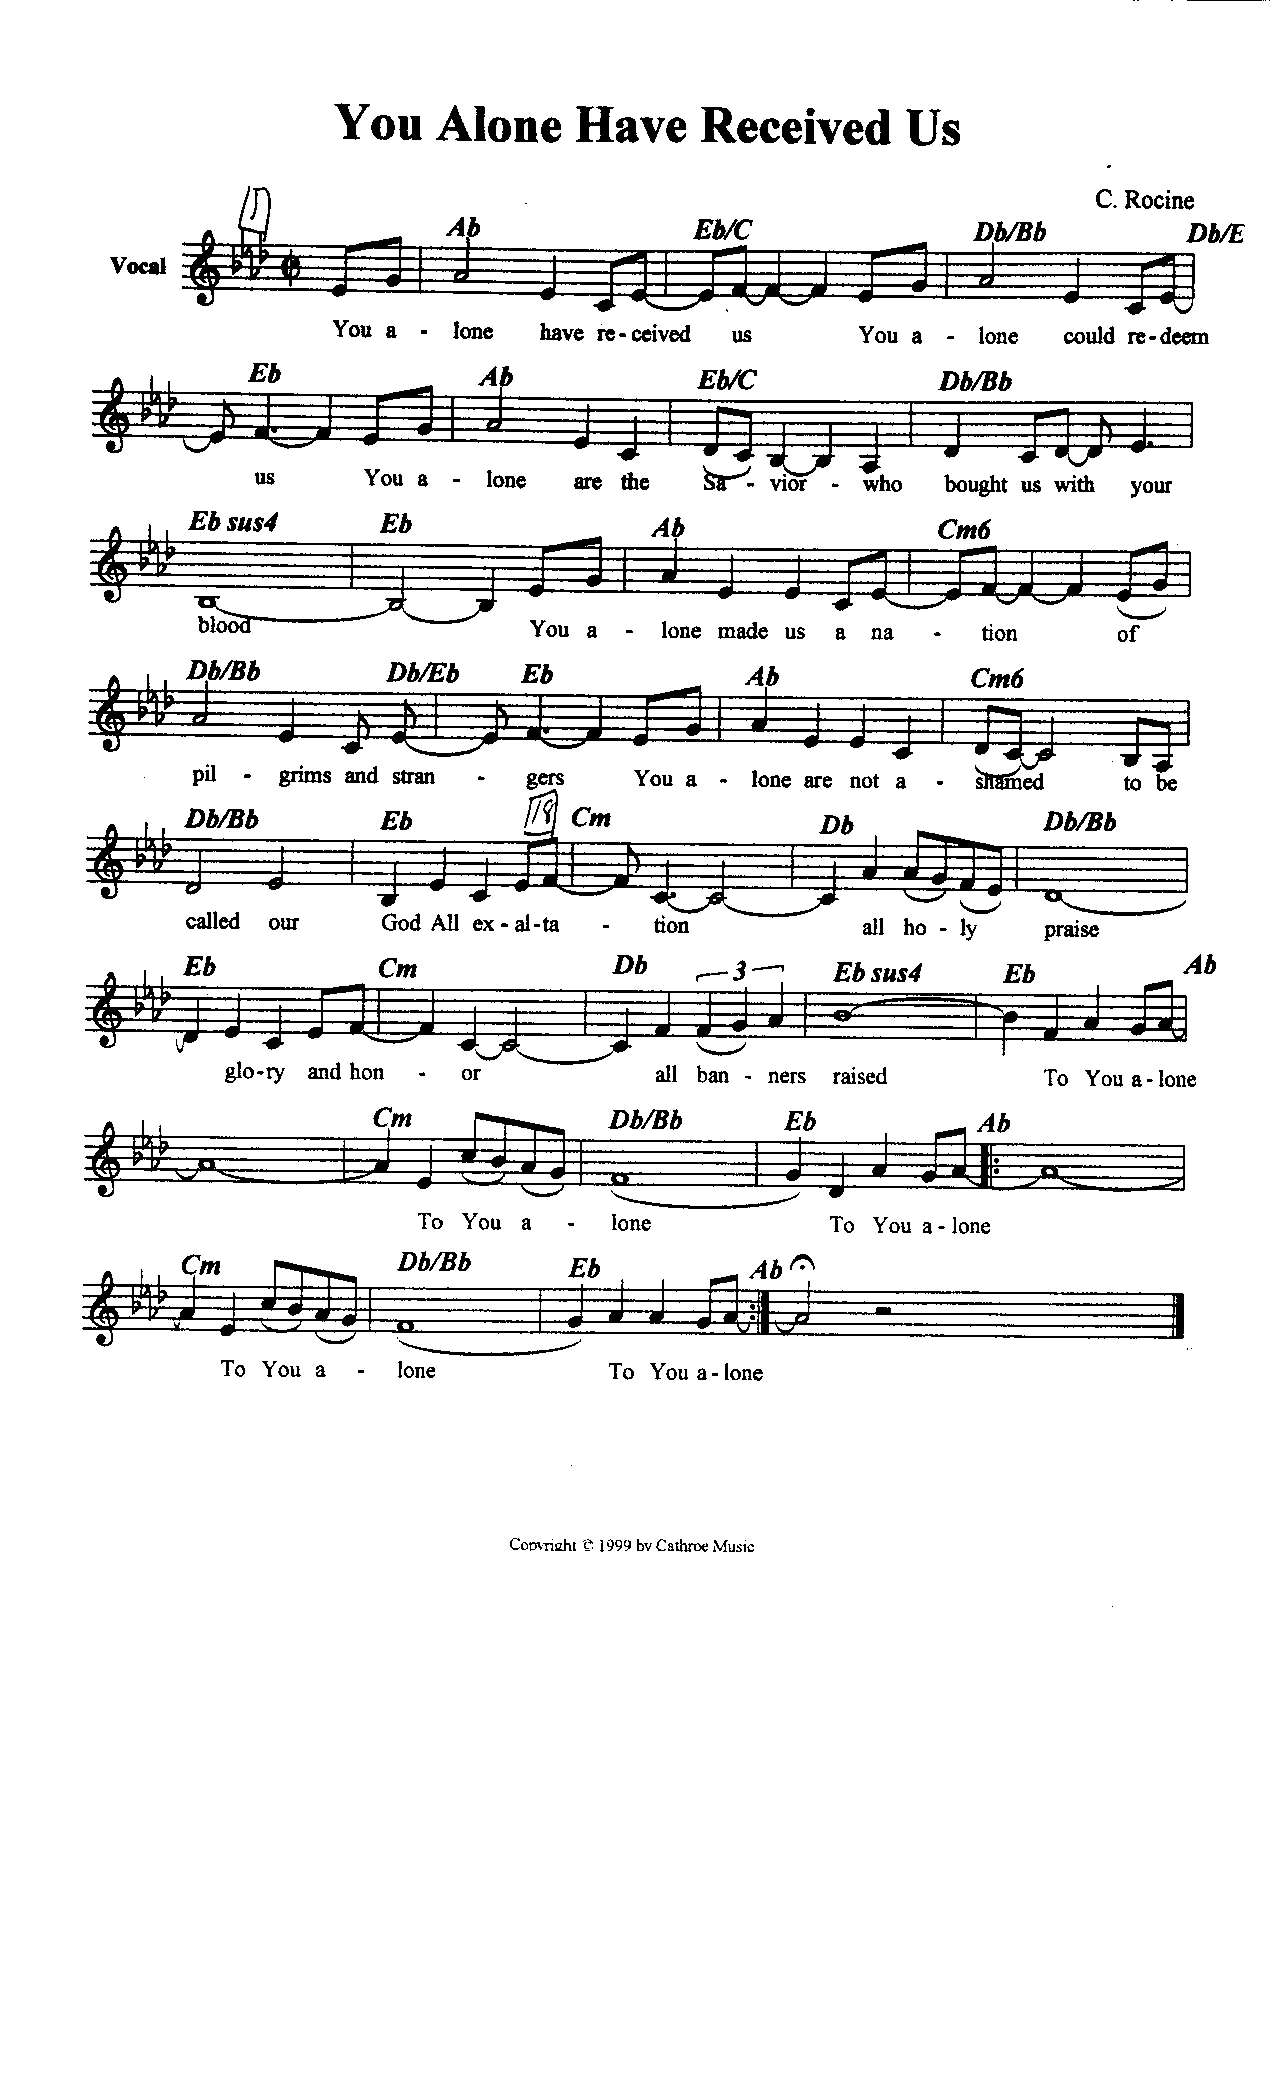 You Alone Have Received Us
C. Rocine
Ab Eb/C Db/Bb Db/E
Vocal
You a - lone have re - ceived us You a - lone could re - deem
Eb Ab Eb/C Db/Bb
us You a - lone are the Sa - vior - who bought us with your
Eb sus4 Eb Ab Cm6
blood You a - lone made us a na - tion of
Db/Bb Db/Eb Eb Ab Cm6
pil - grims and stran - gers You a - lone are not a - shamed to be
Db/Bb Eb 18 Cm Db Db/Bb
called our God All ex - al - ta - tion all ho - ly praise
Eb Cm Db 3 Eb sus4 Eb Ab
glo - ry and hon - or all ban - ners raised To You a - lone
Cm Db/Bb Eb Ab
To You a - lone To You a - lone
Cm Db/Bb Eb Ab
To You a - lone To You a - lone
Copyright © 1999 by Cathroe Music